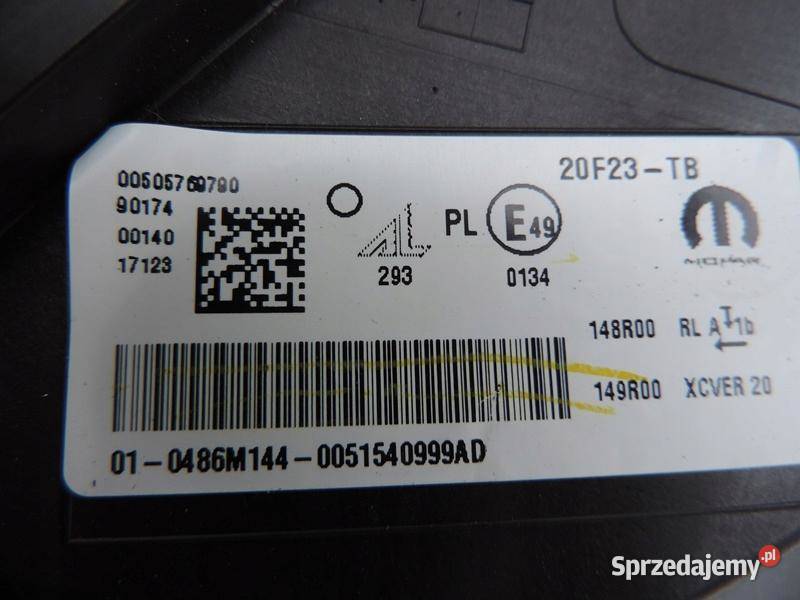 20F23-TB
00505769790
90174
00140
17123
AL
293
PL E49
0134
MOPAR
148R00 RL A 1b
149R00 XCVER 20
01-0486M144-0051540999AD
Sprzedajemy.pl